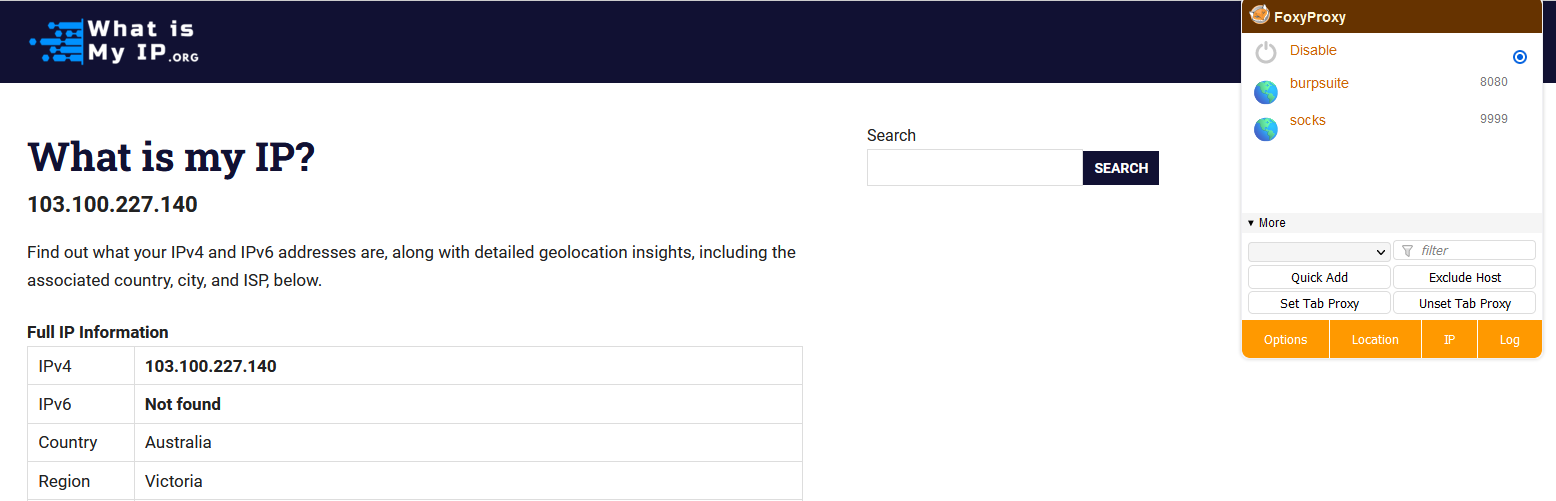 What is
My IP.ORG
What is my IP?
103.100.227.140
Find out what your IPv4 and IPv6 addresses are, along with detailed geolocation insights, including the
associated country, city, and ISP, below.
Full IP Information
IPv4 103.100.227.140
IPv6 Not found
Country Australia
Region Victoria
Search
SEARCH
FoxyProxy
Disable
burpsuite 8080
socks 9999
More
filter
Quick Add Exclude Host
Set Tab Proxy Unset Tab Proxy
Options Location IP Log